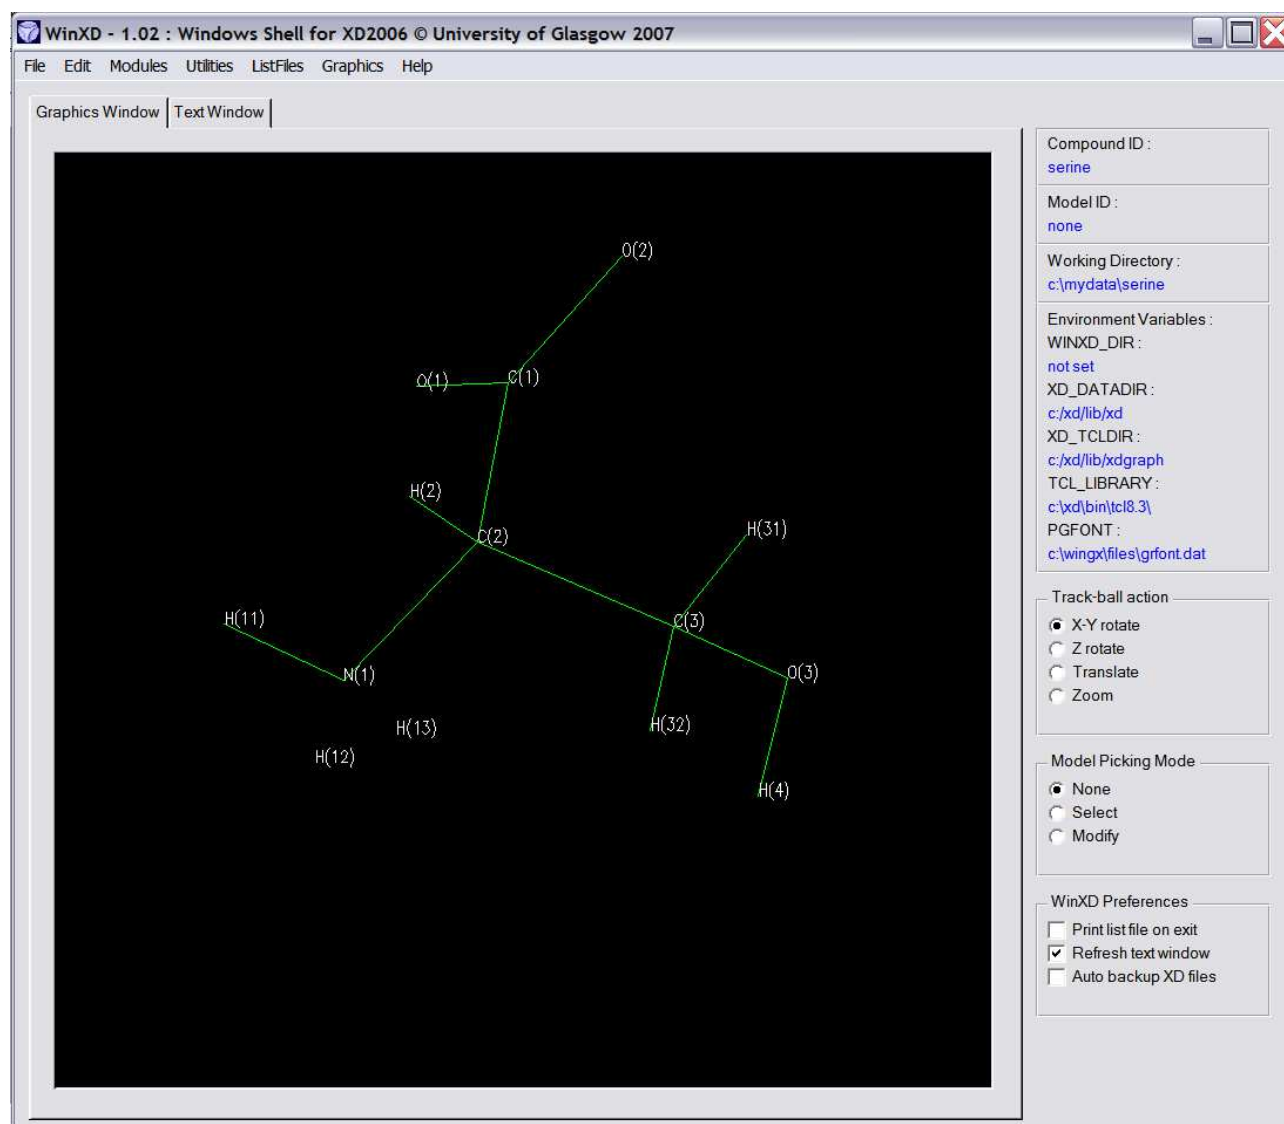 WinXD - 1.02 : Windows Shell for XD2006 © University of Glasgow 2007
File Edit Modules Utilities ListFiles Graphics Help
Graphics Window Text Window
O(2)
O(1) C(1)
H(2)
C(2)
H(31)
H(11)
C(3)
N(1)
O(3)
H(13)
H(32)
H(12)
H(4)
Compound ID :
serine
Model ID :
none
Working Directory :
c:\mydata\serine
Environment Variables :
WINXD_DIR :
not set
XD_DATADIR :
c:/xd/lib/xd
XD_TCLDIR :
c:/xd/lib/xdgraph
TCL_LIBRARY :
c:\xd\bin\tcl8.3\
PGFONT :
c:\wingx\files\grfont.dat
Track-ball action
X-Y rotate
Z rotate
Translate
Zoom
Model Picking Mode
None
Select
Modify
WinXD Preferences
Print list file on exit
Refresh text window
Auto backup XD files